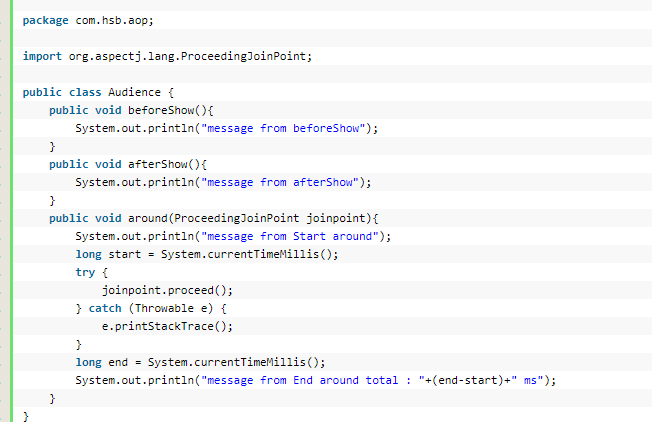 package com.hsb.aop;
import org.aspectj.lang.ProceedingJoinPoint;
public class Audience {
    public void beforeShow(){
        System.out.println("message from beforeShow");
    }
    public void afterShow(){
        System.out.println("message from afterShow");
    }
    public void around(ProceedingJoinPoint joinpoint){
        System.out.println("message from Start around");
        long start = System.currentTimeMillis();
        try {
            joinpoint.proceed();
        } catch (Throwable e) {
            e.printStackTrace();
        }
        long end = System.currentTimeMillis();
        System.out.println("message from End around total : "+(end-start)+" ms");
    }
}